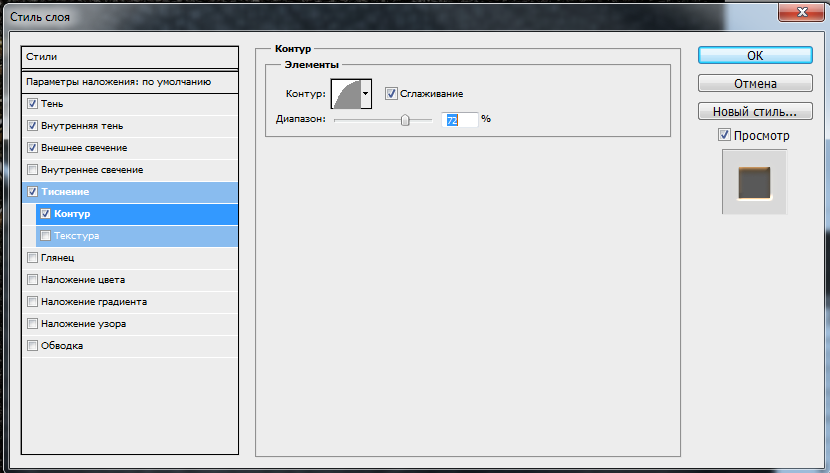 Стиль слоя
Стили
Параметры наложения: по умолчанию
Тень
Внутренняя тень
Внешнее свечение
Внутреннее свечение
Тиснение
Контур
Текстура
Глянец
Наложение цвета
Наложение градиента
Наложение узора
Обводка
Контур
Элементы
Контур:
Сглаживание
Диапазон: 72 %
OK
Отмена
Новый стиль...
Просмотр